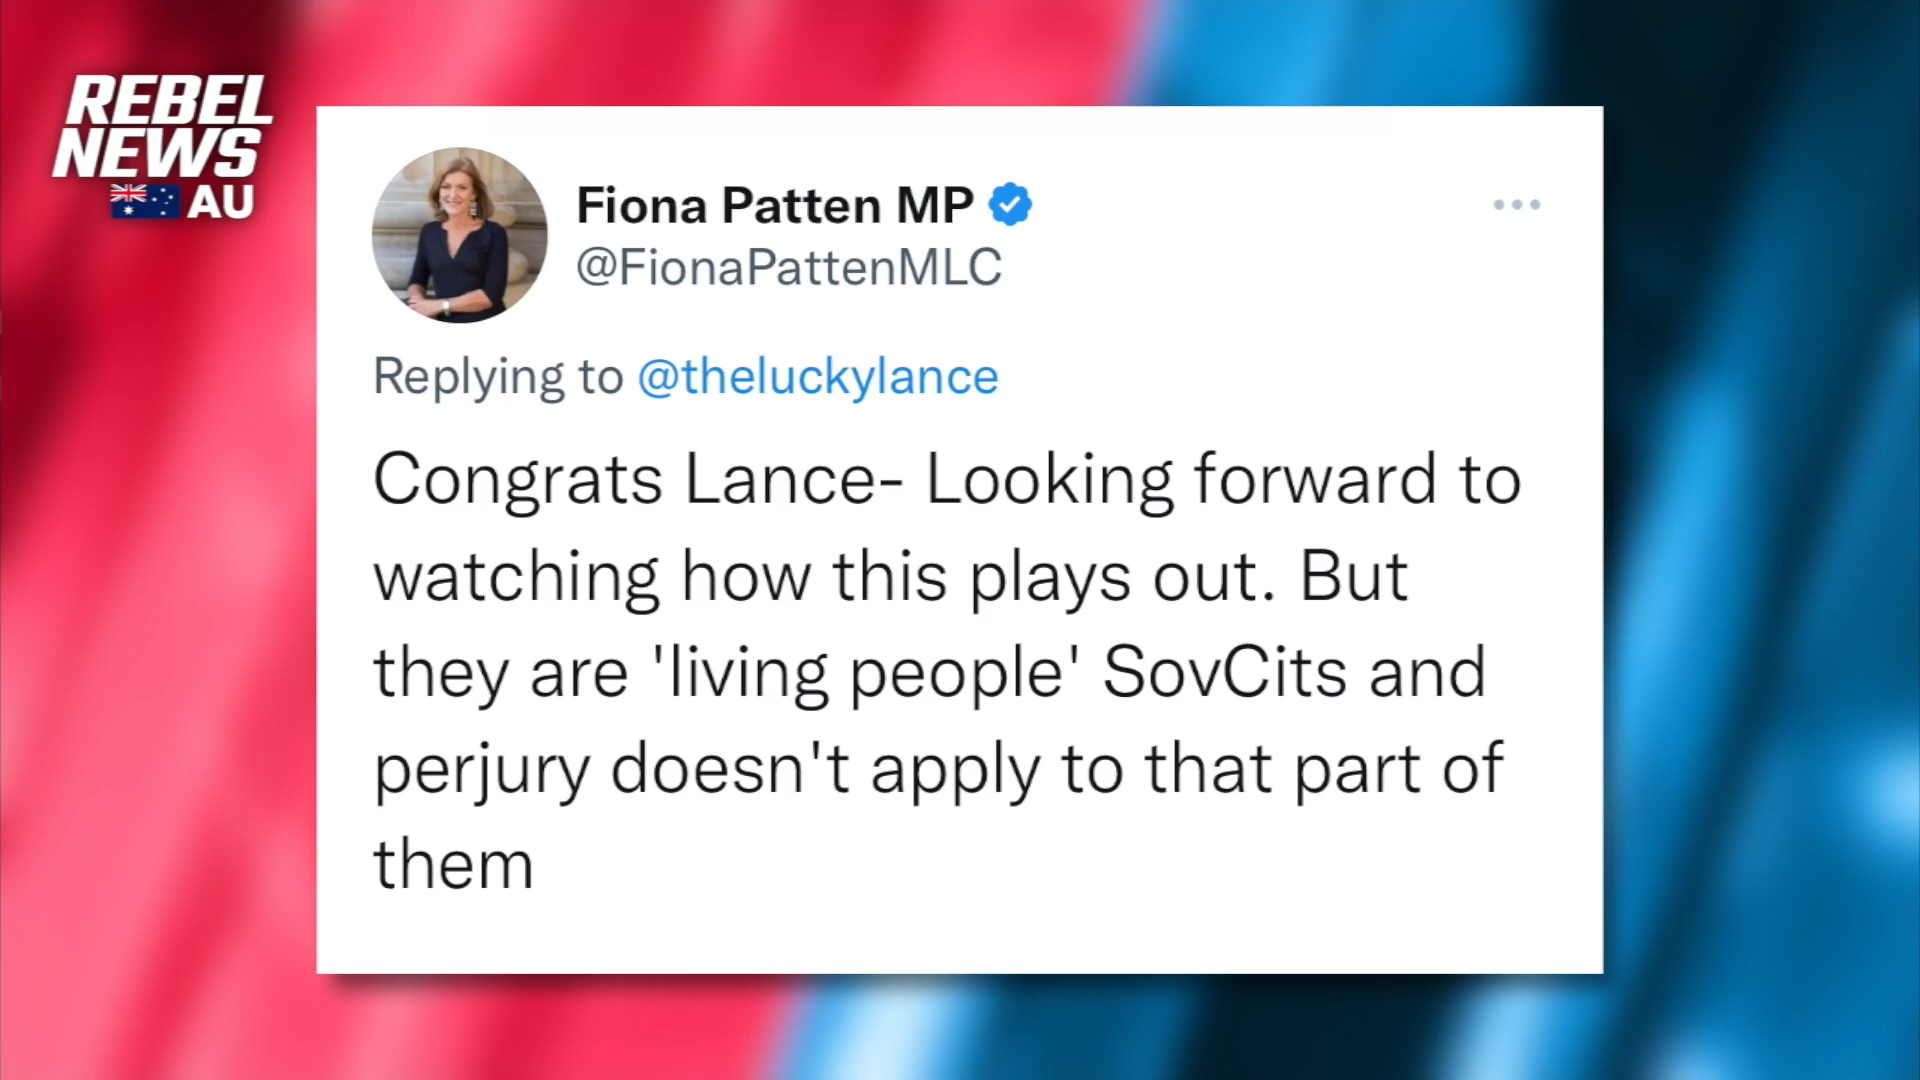 REBEL
NEWS
AU
Fiona Patten MP
@FionaPattenMLC
Replying to @theluckylance
Congrats Lance- Looking forward to
watching how this plays out. But
they are 'living people' SovCits and
perjury doesn't apply to that part of
them